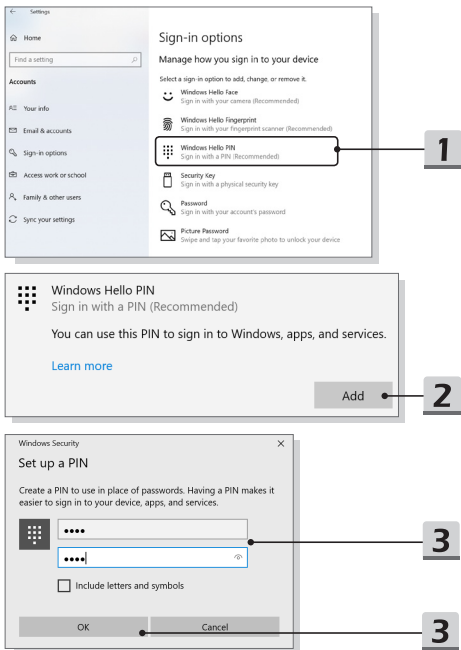 Settings
Home
Find a setting
Accounts
Your info
Email & accounts
Sign-in options
Access work or school
Family & other users
Sync your settings
Sign-in options
Manage how you sign in to your device
Select a sign-in option to add, change, or remove it.
Windows Hello Face
Sign in with your camera (Recommended)
Windows Hello Fingerprint
Sign in with your fingerprint scanner (Recommended)
Windows Hello PIN
Sign in with a PIN (Recommended)
Security Key
Sign in with a physical security key
Password
Sign in with your account's password
Picture Password
Swipe and tap your favorite photo to unlock your device
1
Windows Hello PIN
Sign in with a PIN (Recommended)
You can use this PIN to sign in to Windows, apps, and services.
Learn more
Add
2
Windows Security
Set up a PIN
Create a PIN to use in place of passwords. Having a PIN makes it
easier to sign in to your device, apps, and services.
3
Include letters and symbols
OK Cancel
3